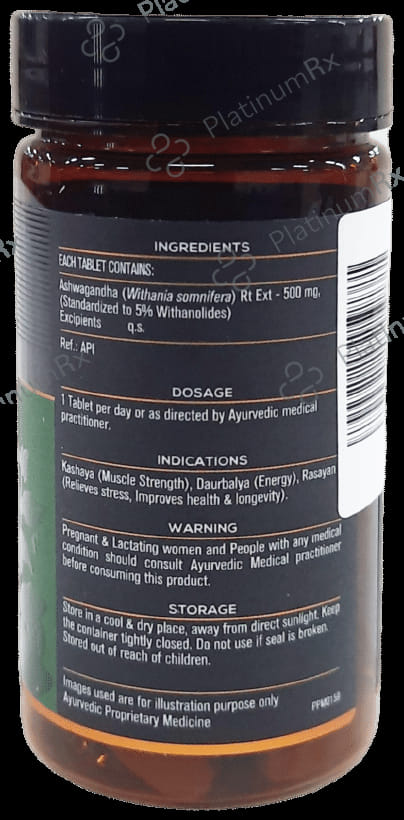 PlatinumRx
PlatinumRx
PlatinumRx
INGREDIENTS
EACH TABLET CONTAINS:
Ashwagandha (Withania somnifera) Rt Ext - 500 mg,
(Standardized to 5% Withanolides)
Excipients q.s.
Ref.: API
DOSAGE
1 Tablet per day or as directed by Ayurvedic medical
practitioner.
INDICATIONS
Kashaya (Muscle Strength), Daurbalya (Energy), Rasayan
(Relieves stress, Improves health & longevity).
WARNING
Pregnant & Lactating women and People with any medical
condition should consult Ayurvedic Medical practitioner
before consuming this product.
STORAGE
Store in a cool & dry place, away from direct sunlight. Keep
the container tightly closed. Do not use if seal is broken.
Stored out of reach of children.
Images used are for illustration purpose only
Ayurvedic Proprietary Medicine